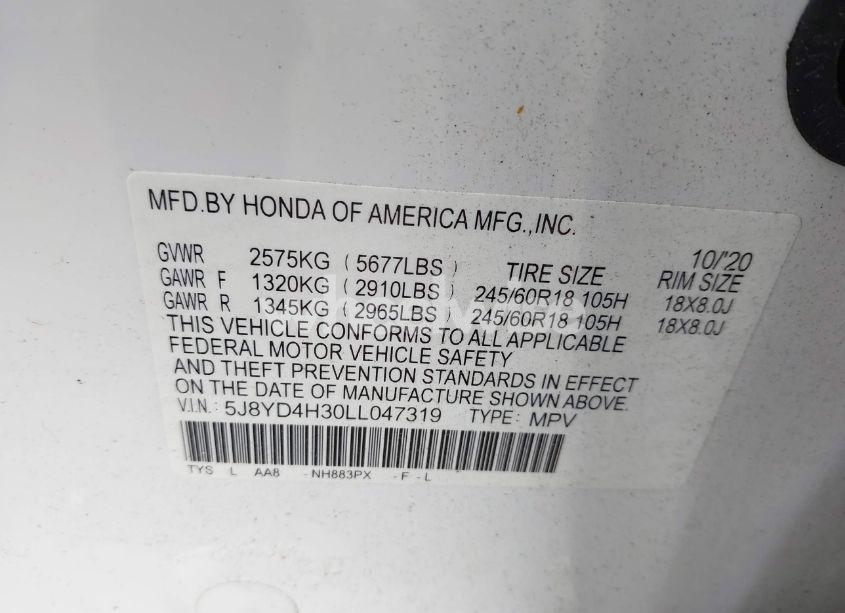 MFD.BY HONDA OF AMERICA MFG.,INC.
10/'20
GVWR 2575KG (5677LBS) TIRE SIZE RIM SIZE
GAWR F 1320KG (2910LBS) 245/60R18 105H 18X8.0J
GAWR R 1345KG (2965LBS) 245/60R18 105H 18X8.0J
THIS VEHICLE CONFORMS TO ALL APPLICABLE
FEDERAL MOTOR VEHICLE SAFETY
AND THEFT PREVENTION STANDARDS IN EFFECT
ON THE DATE OF MANUFACTURE SHOWN ABOVE.
V.I.N.: 5J8YD4H30LL047319 TYPE: MPV
TYS L AA8 -NH883PX -F-L